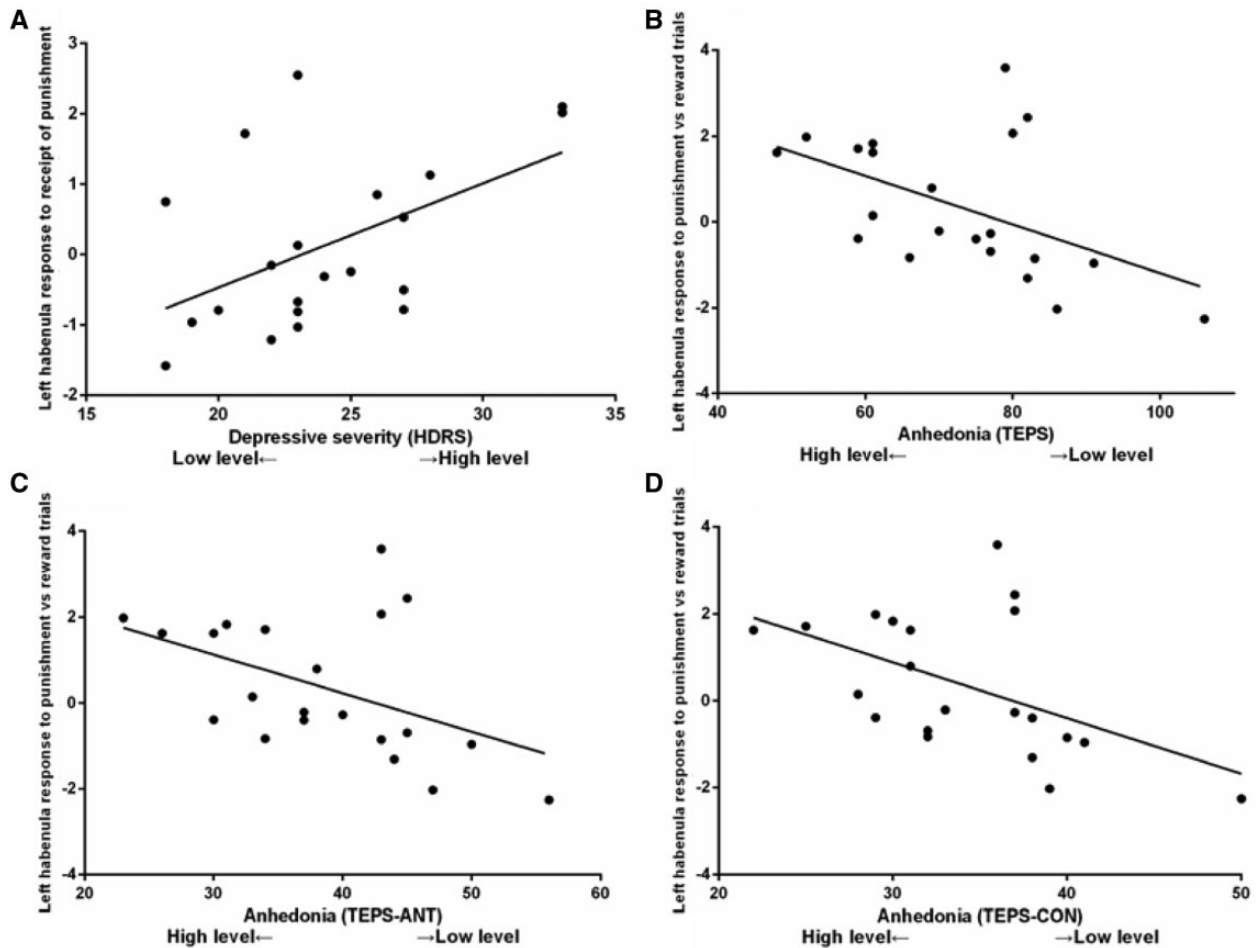 A
Left habenula response to receipt of punishment
3
2
1
0
-1
-2
15
20
25
30
35
Depressive severity (HDRS)
Low level← →High level
B
Left habenula response to punishment vs reward trials
4
2
0
-2
-4
40
60
80
100
Anhedonia (TEPS)
High level← →Low level
C
Left habenula response to punishment vs reward trials
4
2
0
-2
-4
20
30
40
50
60
Anhedonia (TEPS-ANT)
High level← →Low level
D
Left habenula response to punishment vs reward trials
4
2
0
-2
-4
20
30
40
50
Anhedonia (TEPS-CON)
High level← →Low level